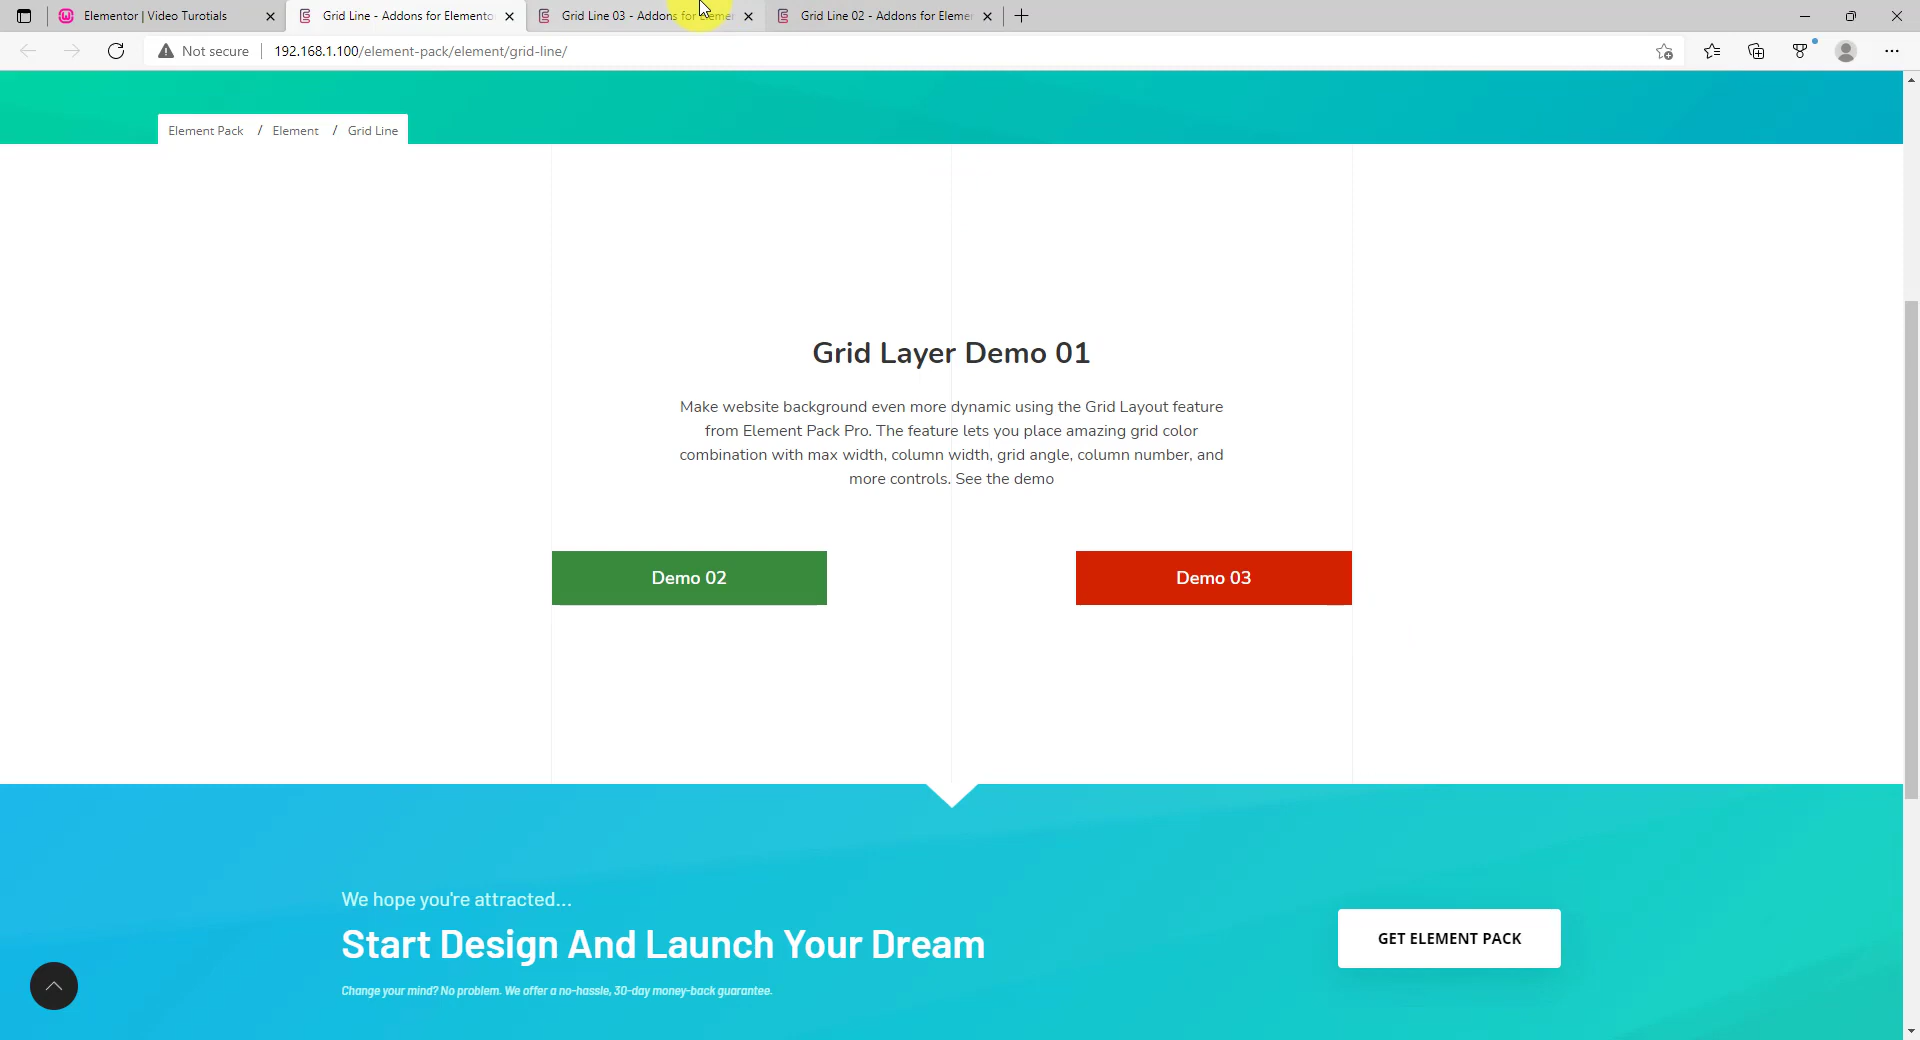 Elementor | Video Turotials
Grid Line - Addons for Elemento
Grid Line 03 - Addons for Elemen
Grid Line 02 - Addons for Elemen
Not secure
192.168.1.100/element-pack/element/grid-line/
Element Pack / Element / Grid Line
Grid Layer Demo 01
Make website background even more dynamic using the Grid Layout feature
from Element Pack Pro. The feature lets you place amazing grid color
combination with max width, column width, grid angle, column number, and
more controls. See the demo
Demo 02
Demo 03
We hope you're attracted...
Start Design And Launch Your Dream
Change your mind? No problem. We offer a no-hassle, 30-day money-back guarantee.
GET ELEMENT PACK